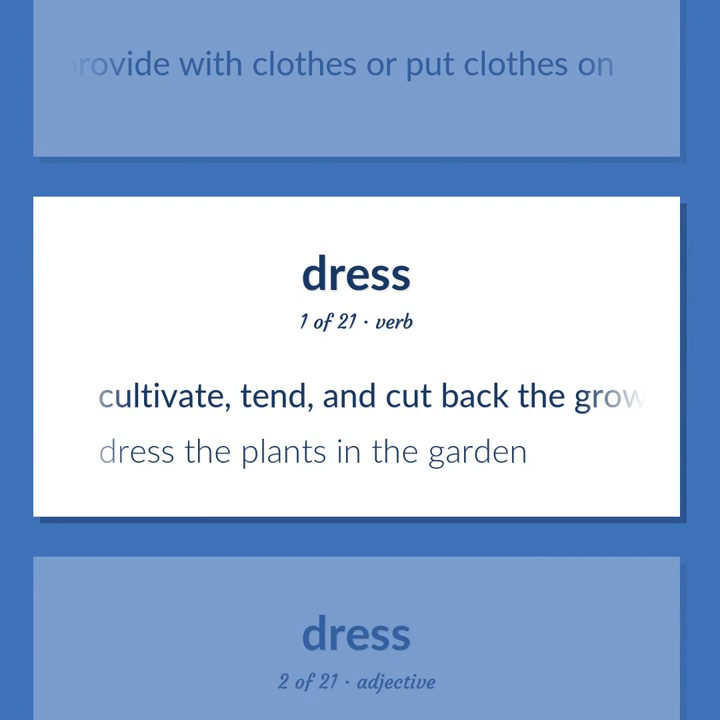 provide with clothes or put clothes on
dress
1 of 21 · verb
cultivate, tend, and cut back the grow
dress the plants in the garden
dress
2 of 21 · adjective